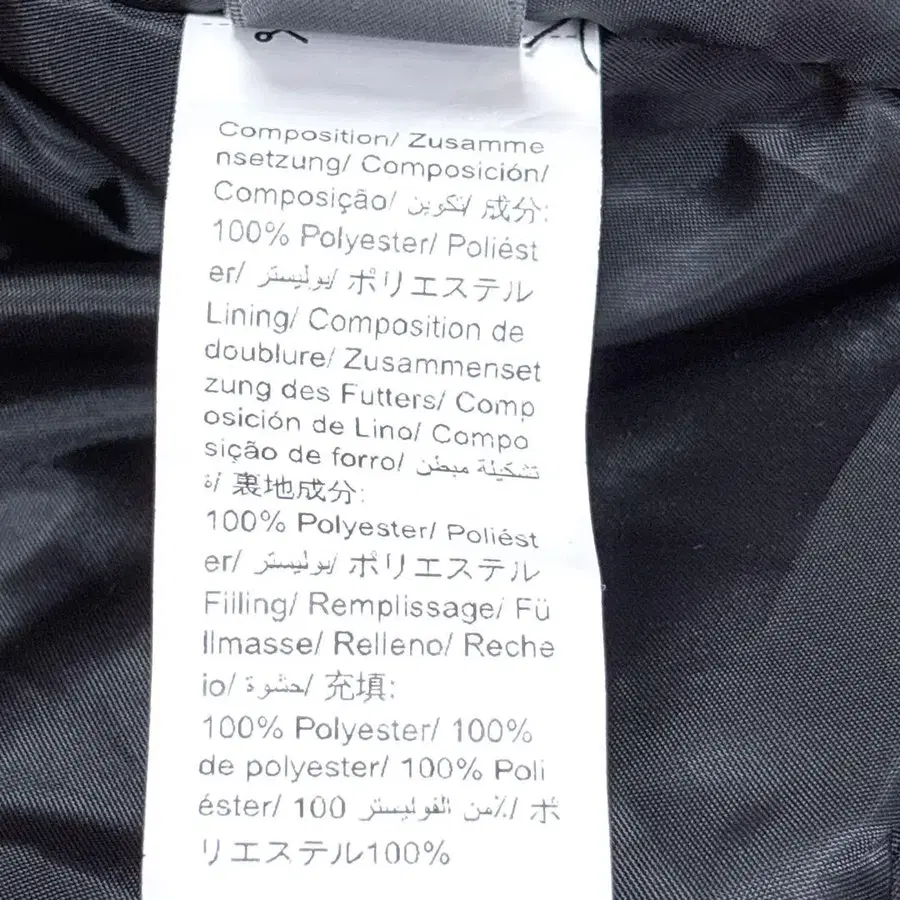 Composition/ Zusamme
nsetzung/ Composición/
Composição/ تكوين/ 成分:
100% Polyester/ Poliést
er/ بوليستر/ ポリエステル
Lining/ Composition de
doublure/ Zusammenset
zung des Futters/ Comp
osición de Lino/ Compo
sição de forro/ تشكيلة مبطن
ة/ 裏地成分:
100% Polyester/ Poliést
er/ بوليستر/ ポリエステル
Filling/ Remplissage/ Fü
llmasse/ Relleno/ Reche
io/ حشوة/ 充填:
100% Polyester/ 100%
de polyester/ 100% Poli
éster/ 100 ٪من الفوليستر/ ポ
リエステル100%